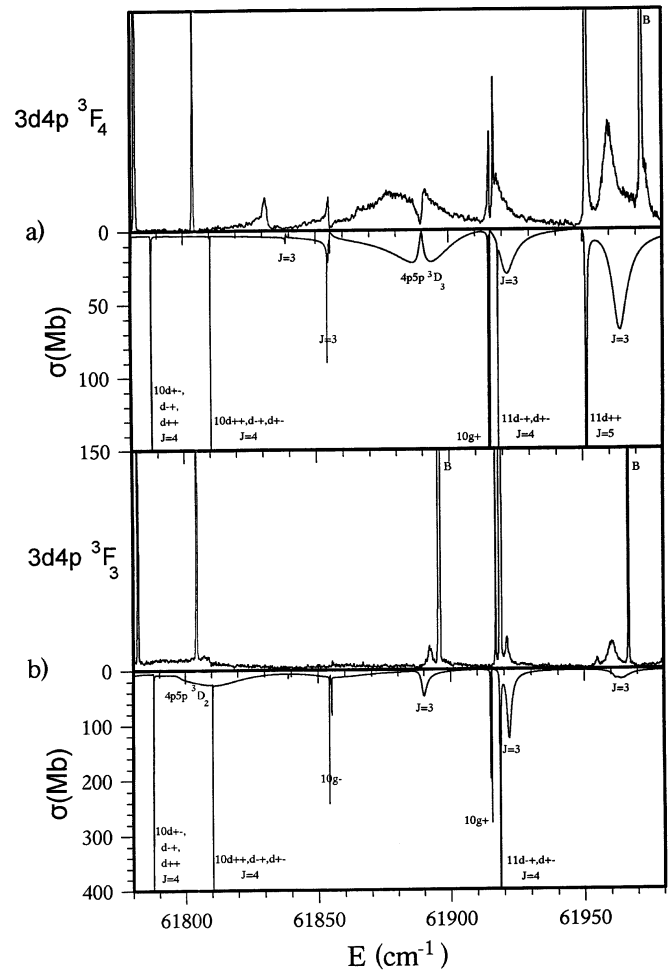 B
3d4p ³F₄
a)
0
50
100
150
σ(Mb)
J=3
4p5p ³D₃
J=3
J=3
J=3
10d+-,
d-+,
d++
J=4
10d++,d-+,d+-
J=4
10g+
11d-+,d+-
J=4
11d++
J=5
B
B
3d4p ³F₃
b)
0
100
200
300
400
σ(Mb)
4p5p ³D₂
J=3
J=3
J=3
10g-
10g+
10d+-,
d-+,
d++
J=4
10d++,d-+,d+-
J=4
11d-+,d+-
J=4
61800 61850 61900 61950
E (cm⁻¹)